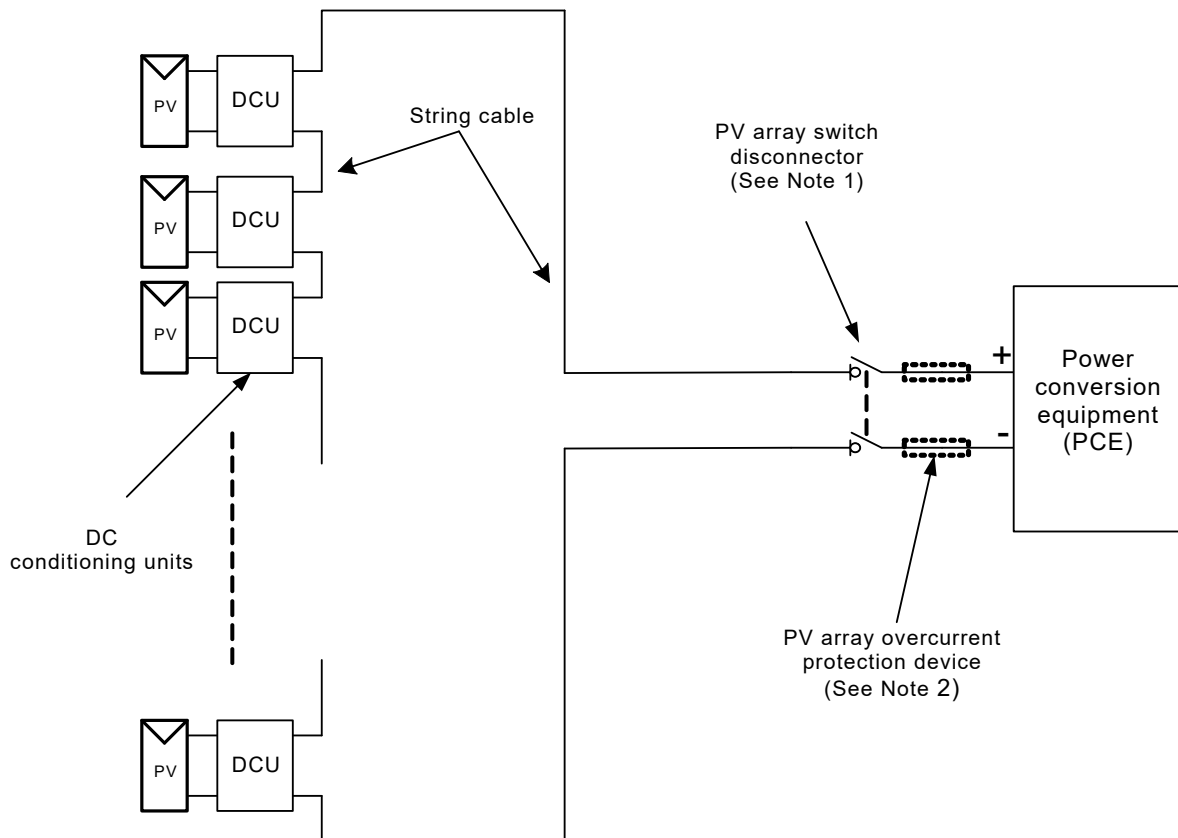 PV
DCU
String cable
PV array switch
disconnector
(See Note 1)
PV
DCU
PV
DCU
+
-
Power
conversion
equipment
(PCE)
DC
conditioning units
PV array overcurrent
protection device
(See Note 2)
PV
DCU